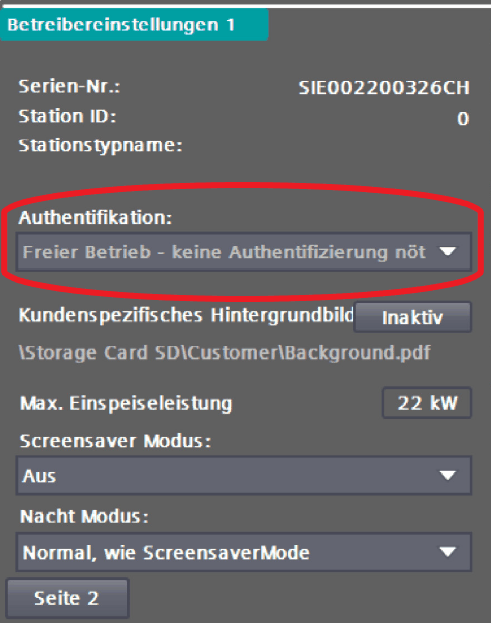 Betreibereinstellungen 1
Serien-Nr.: SIE002200326CH
Station ID: 0
Stationstypname:
Authentifikation:
Freier Betrieb - keine Authentifizierung nöt
Kundenspezifisches Hintergrundbild Inaktiv
\Storage Card SD\Customer\Background.pdf
Max. Einspeiseleistung 22 kW
Screensaver Modus:
Aus
Nacht Modus:
Normal, wie ScreensaverMode
Seite 2